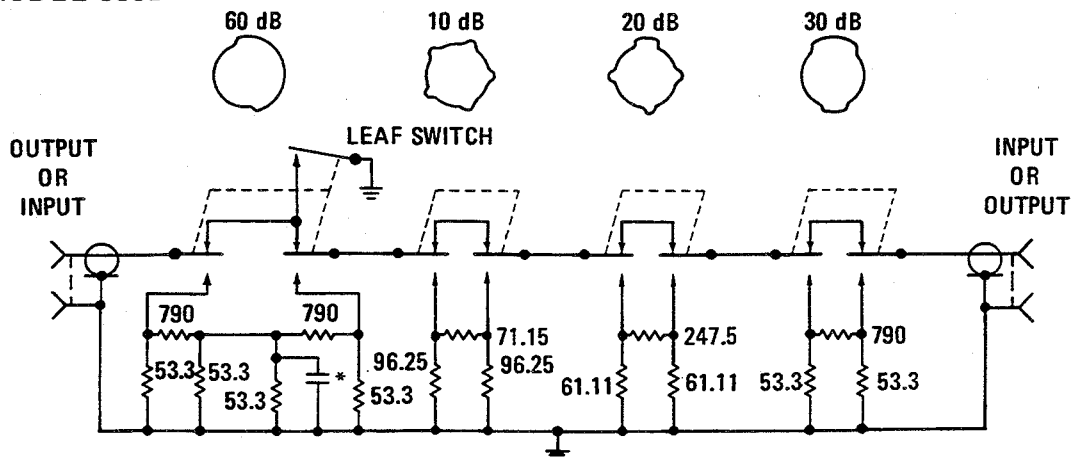 60 dB
10 dB
20 dB
30 dB
LEAF SWITCH
OUTPUT
OR
INPUT
INPUT
OR
OUTPUT
790
790
71.15
247.5
790
53.3
53.3
53.3
*
53.3
96.25
96.25
61.11
61.11
53.3
53.3